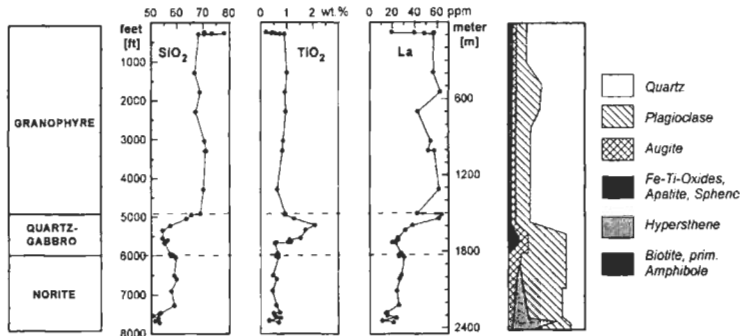 feet
[ft]
50 60 70 80
SiO2
1 2 wt.%
TiO2
20 40 60 ppm
La
meter
[m]
1000
2000
3000
4000
5000
6000
7000
8000
600
1200
1800
2400
GRANOPHYRE
QUARTZ-
GABBRO
NORITE
Quartz
Plagioclase
Augite
Fe-Ti-Oxides,
Apatite, Sphene
Hypersthene
Biotite, prim.
Amphibole